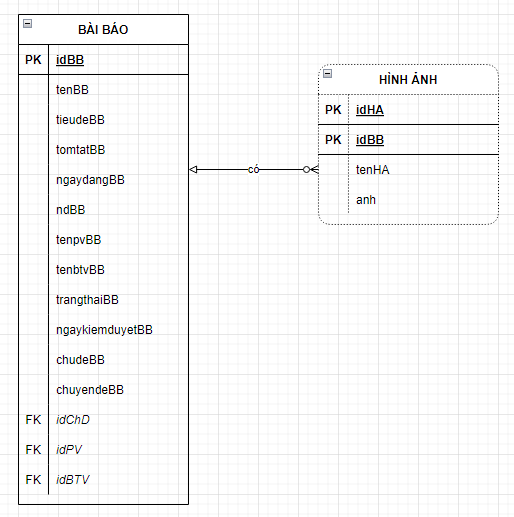 BÀI BÁO
PK idBB
tenBB
tieudeBB
tomtatBB
ngaydangBB
ndBB
tenpvBB
tenbtvBB
trangthaiBB
ngaykiemduyetBB
chudeBB
chuyendeBB
FK idChD
FK idPV
FK idBTV
có
HÌNH ẢNH
PK idHA
PK idBB
tenHA
anh